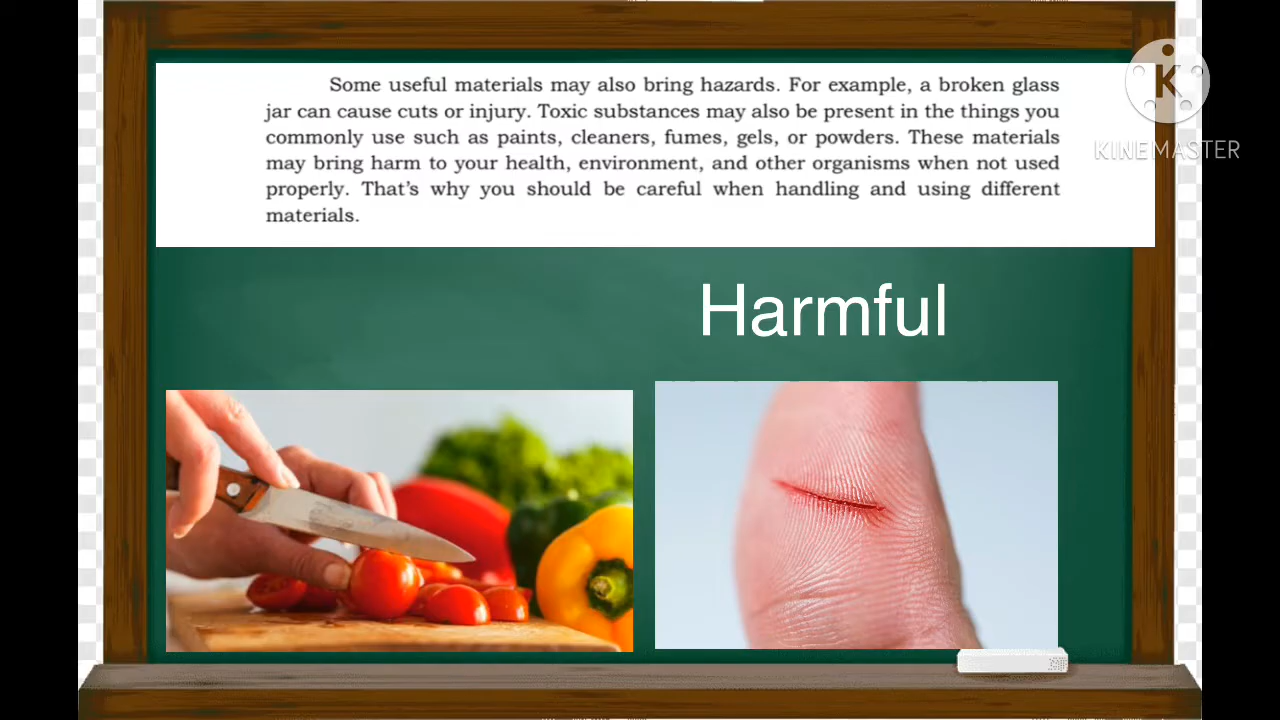 Some useful materials may also bring hazards. For example, a broken glass
jar can cause cuts or injury. Toxic substances may also be present in the things you
commonly use such as paints, cleaners, fumes, gels, or powders. These materials
may bring harm to your health, environment, and other organisms when not used
properly. That's why you should be careful when handling and using different
materials.
K
KINEMASTER
Harmful